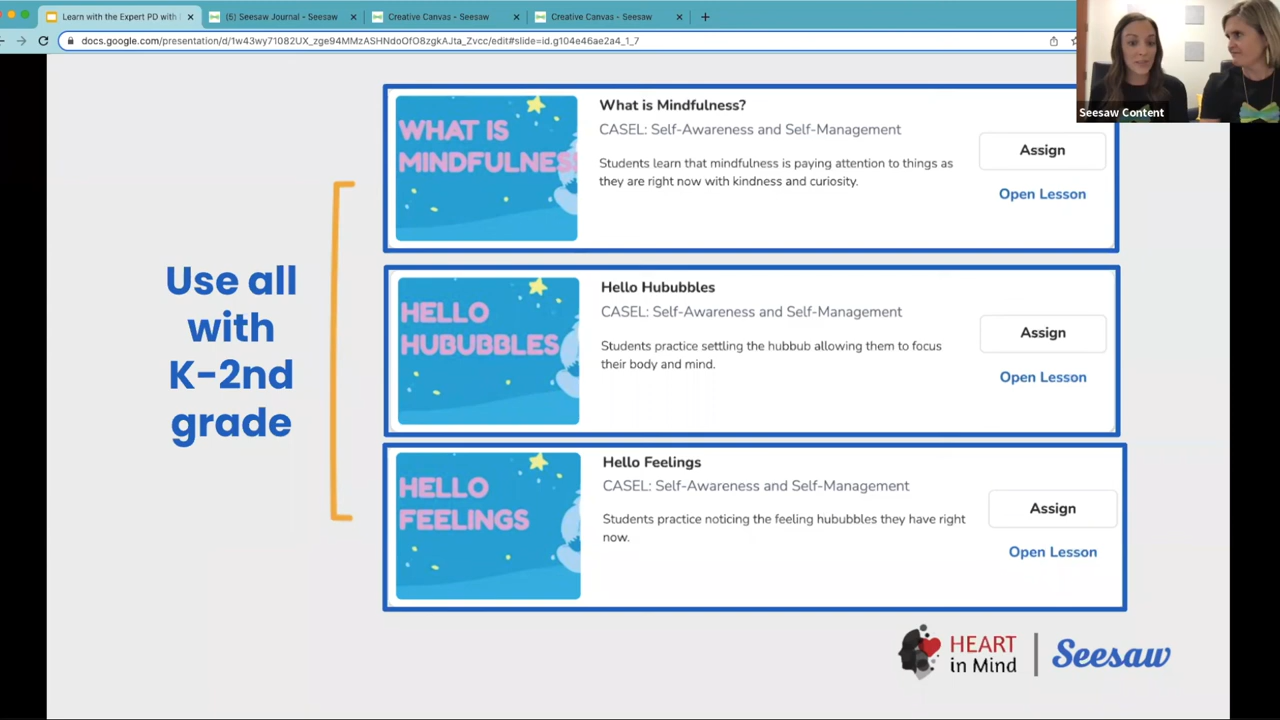 Learn with the Expert PD with
(5) Seesaw Journal - Seesaw
Creative Canvas - Seesaw
Creative Canvas - Seesaw
docs.google.com/presentation/d/1w43wy71082UX_zge94MMzASHNdoOfO8zgkAJta_Zvcc/edit#slide=id.g104e46ae2a4_1_7
Seesaw Content
Use all
with
K-2nd
grade
WHAT IS
MINDFULNES
What is Mindfulness?
CASEL: Self-Awareness and Self-Management
Students learn that mindfulness is paying attention to things as
they are right now with kindness and curiosity.
Assign
Open Lesson
HELLO
HUBUBBLES
Hello Hububbles
CASEL: Self-Awareness and Self-Management
Students practice settling the hubbub allowing them to focus
their body and mind.
Assign
Open Lesson
HELLO
FEELINGS
Hello Feelings
CASEL: Self-Awareness and Self-Management
Students practice noticing the feeling hububbles they have right
now.
Assign
Open Lesson
HEART
in Mind
Seesaw